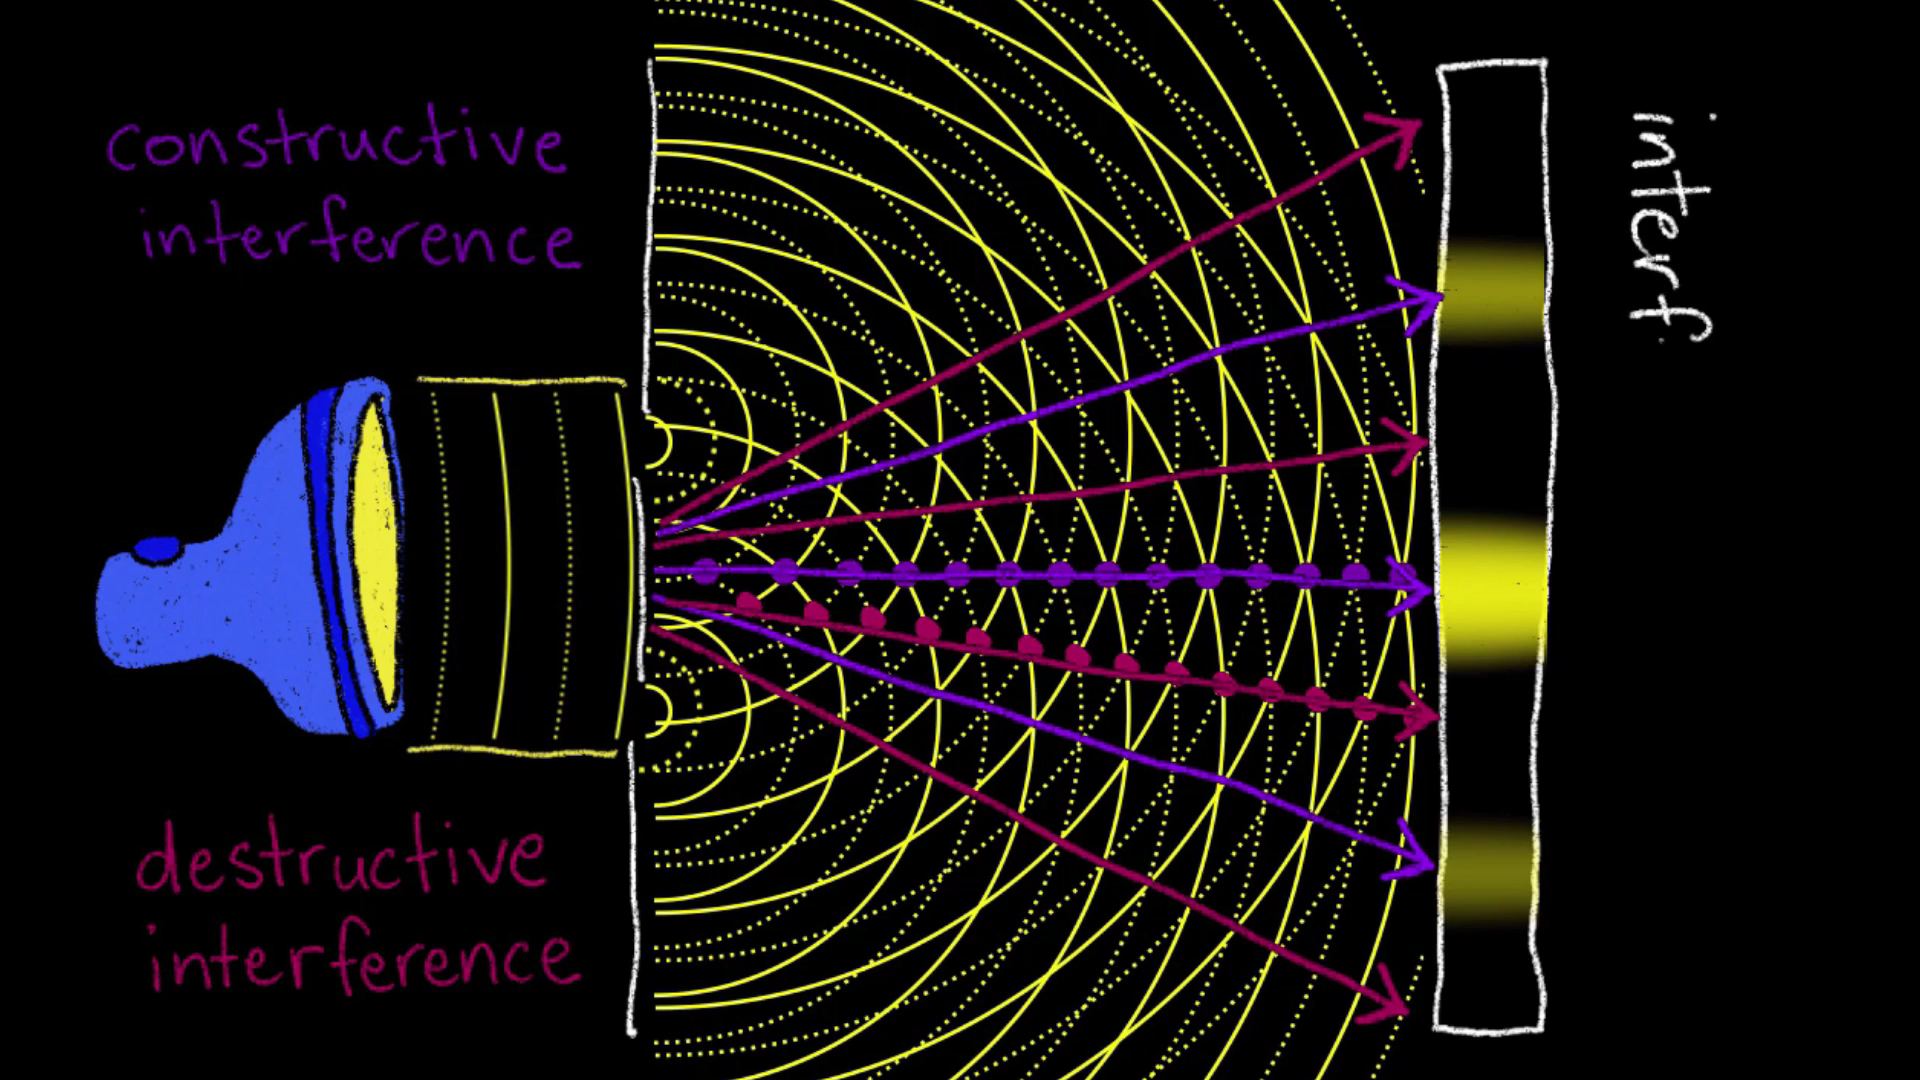 constructive
interference
interf
destructive
interference